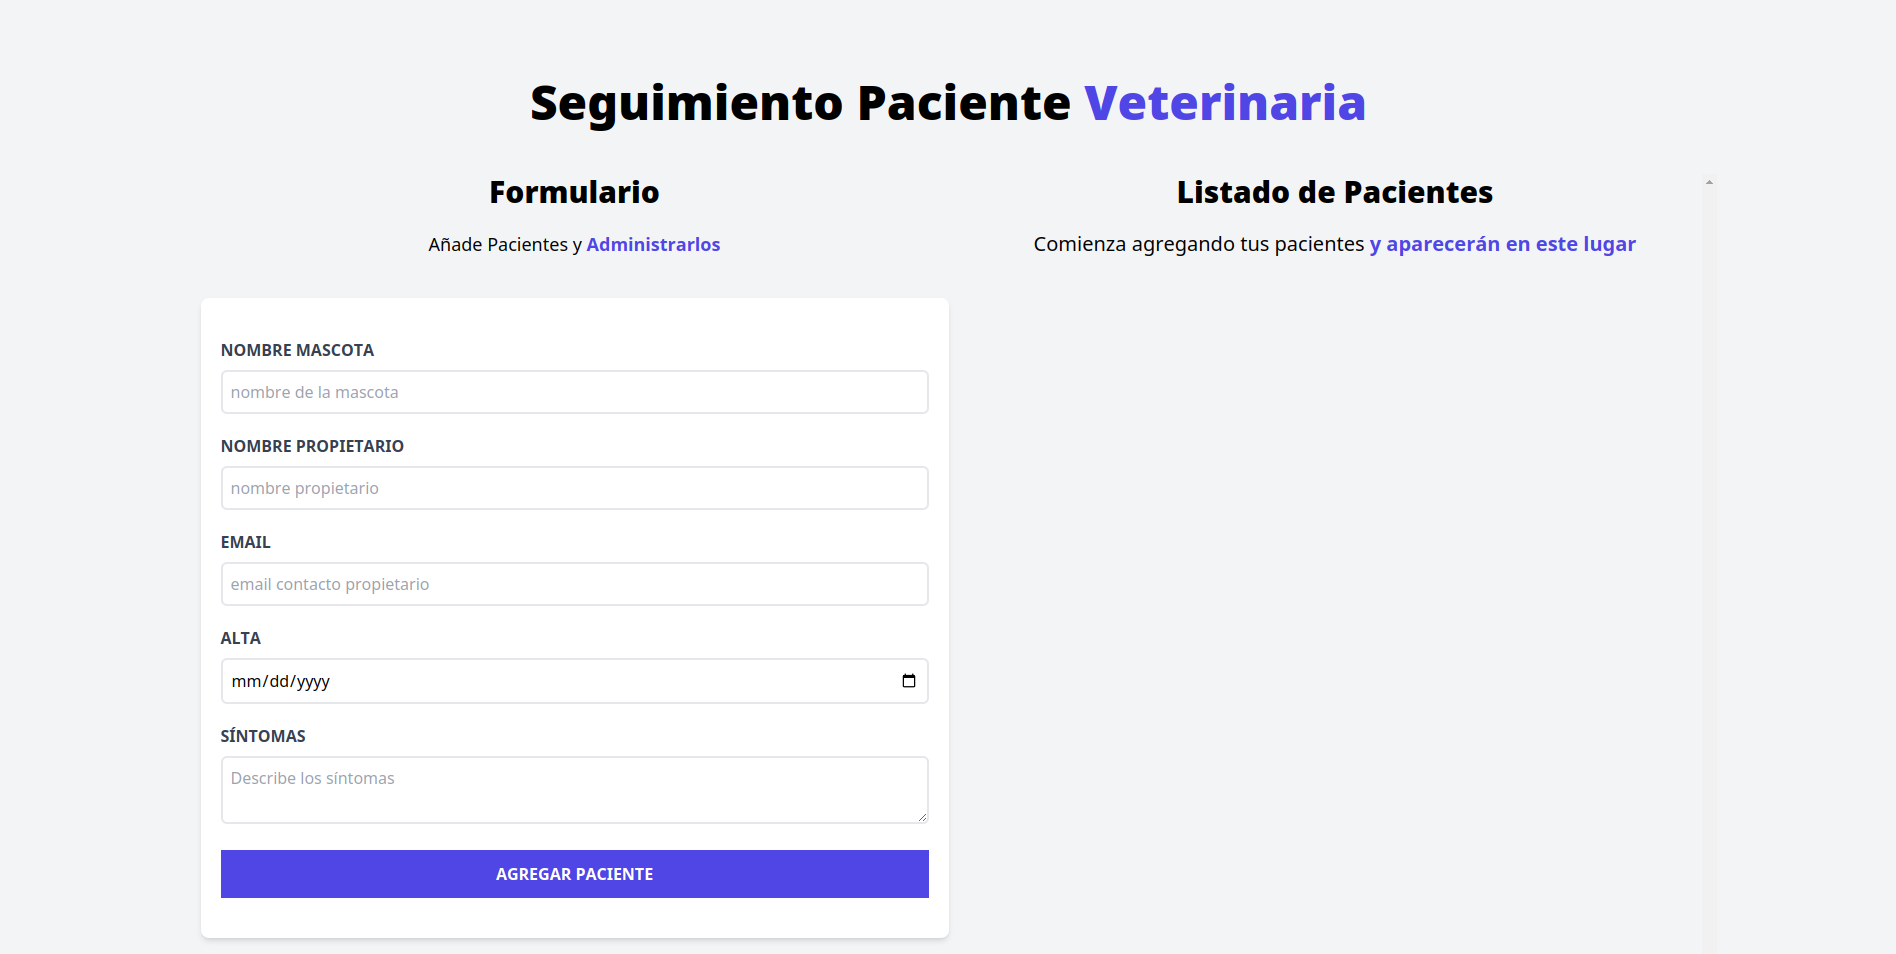 Seguimiento Paciente Veterinaria
Formulario
Añade Pacientes y Administrarlos
NOMBRE MASCOTA
nombre de la mascota
NOMBRE PROPIETARIO
nombre propietario
EMAIL
email contacto propietario
ALTA
mm/dd/yyyy
SÍNTOMAS
Describe los síntomas
AGREGAR PACIENTE
Listado de Pacientes
Comienza agregando tus pacientes y aparecerán en este lugar